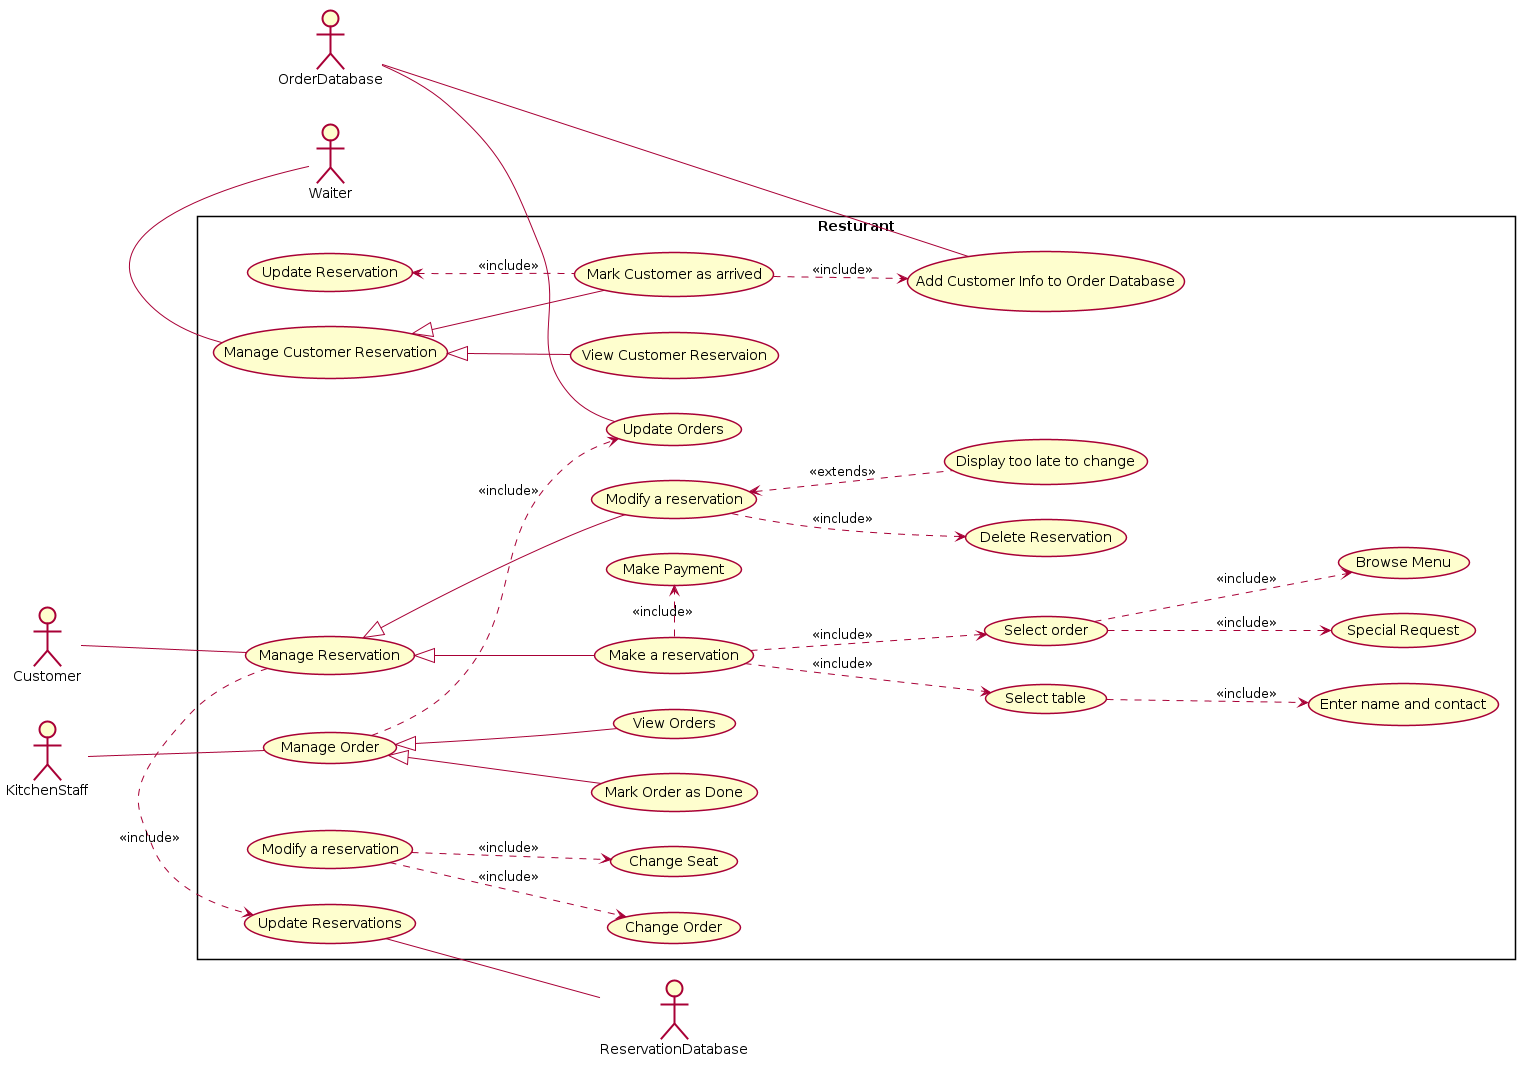 OrderDatabase
Waiter
Resturant
Update Reservation
«include»
Mark Customer as arrived
«include»
Add Customer Info to Order Database
Manage Customer Reservation
View Customer Reservaion
Update Orders
«include»
Modify a reservation
«extends»
Display too late to change
«include»
Delete Reservation
Make Payment
«include»
Customer
Manage Reservation
Make a reservation
«include»
Select order
«include»
Browse Menu
«include»
Special Request
«include»
Select table
«include»
Enter name and contact
KitchenStaff
Manage Order
View Orders
Mark Order as Done
«include»
Modify a reservation
«include»
Change Seat
«include»
Change Order
Update Reservations
ReservationDatabase